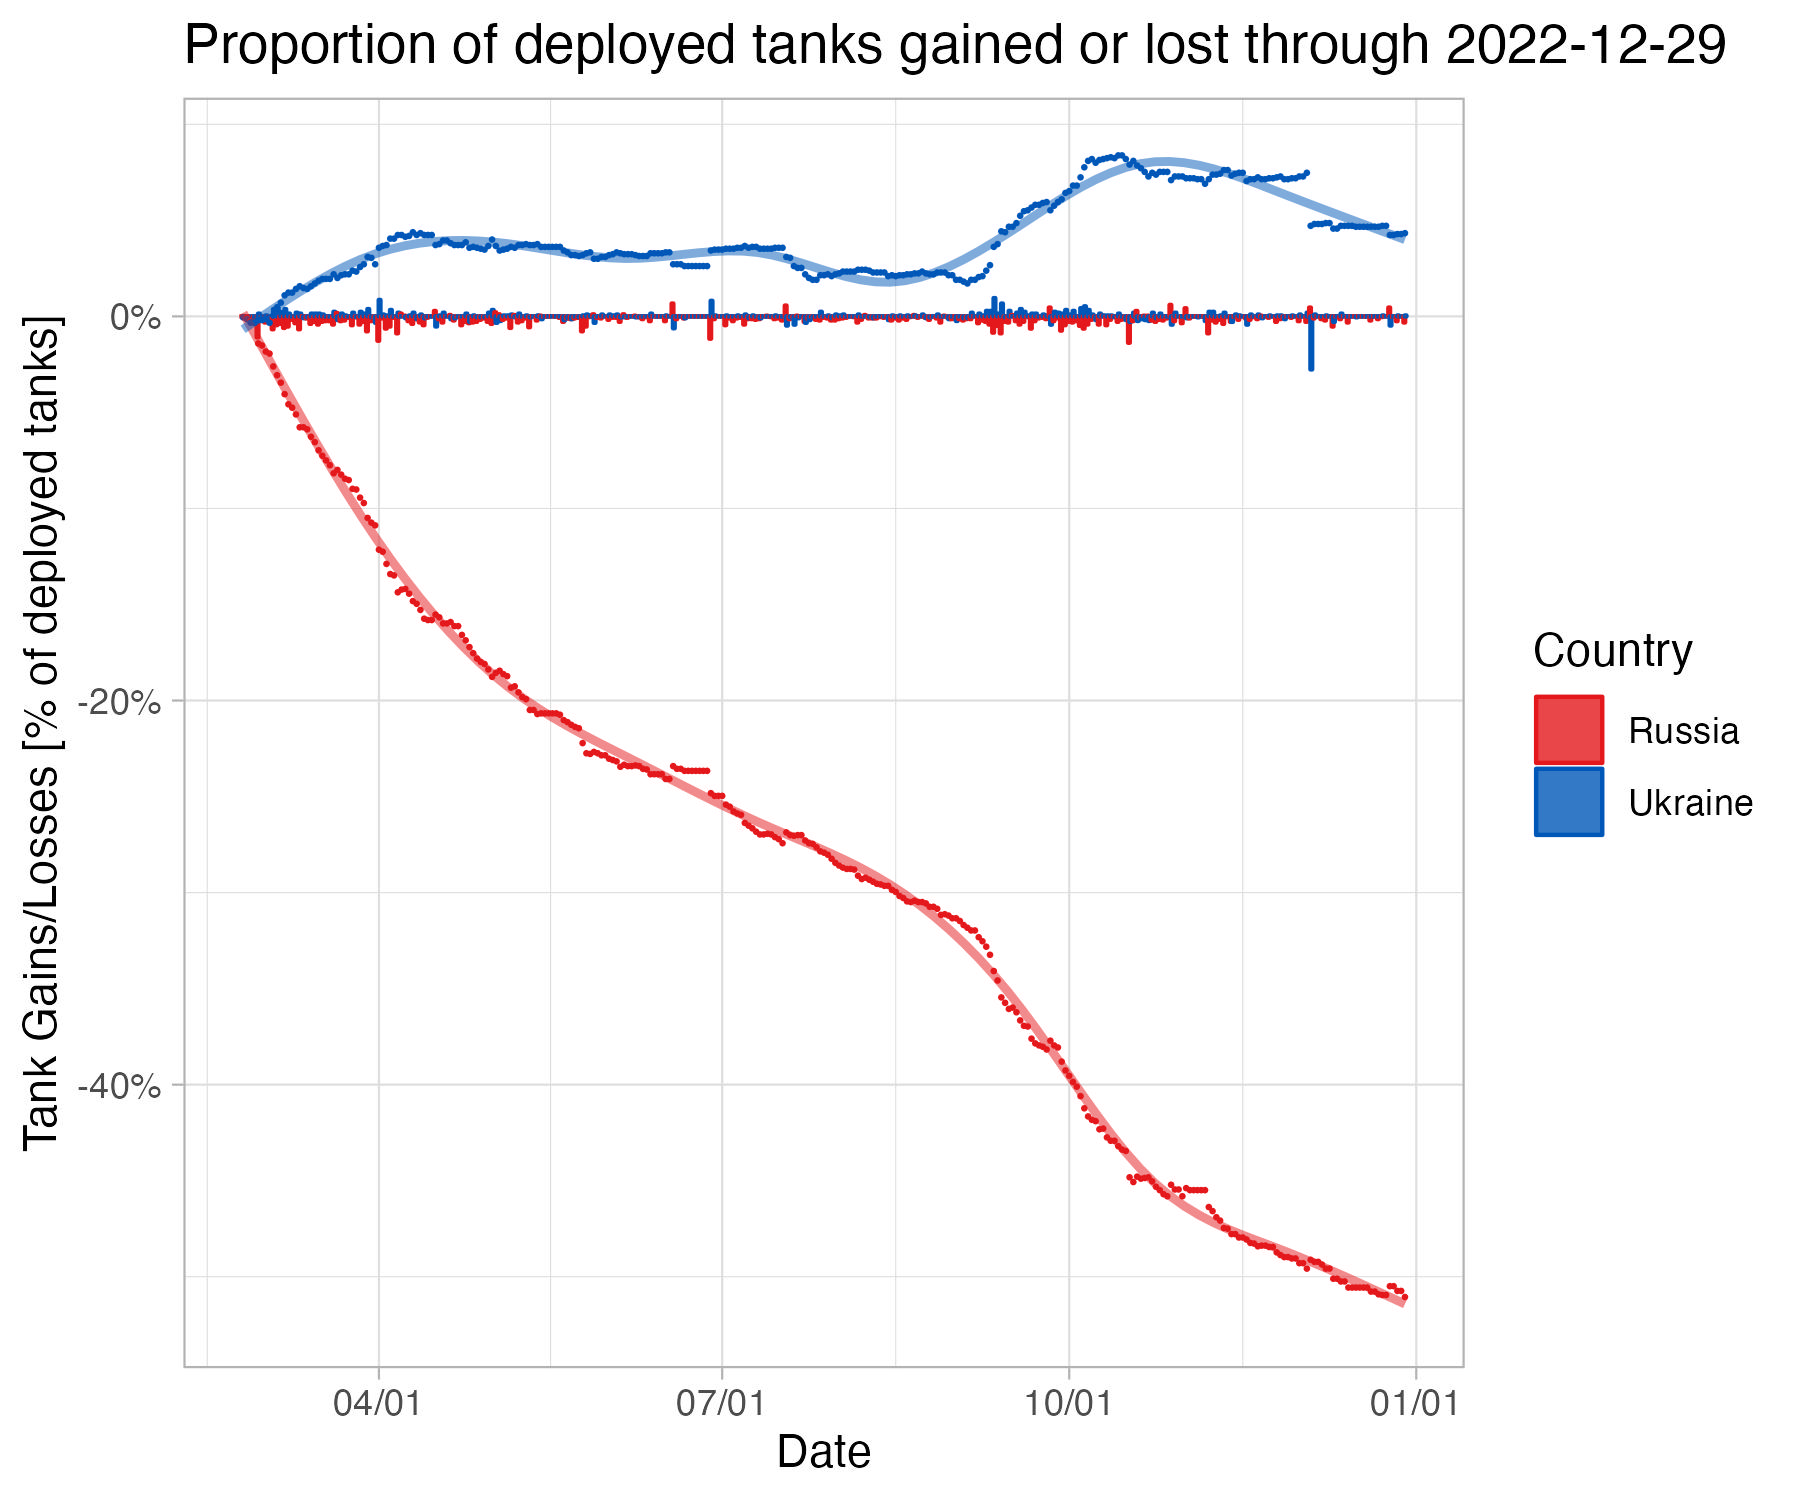 Proportion of deployed tanks gained or lost through 2022-12-29
Tank Gains/Losses [% of deployed tanks]
0%
-20%
-40%
04/01
07/01
10/01
01/01
Date
Country
Russia
Ukraine